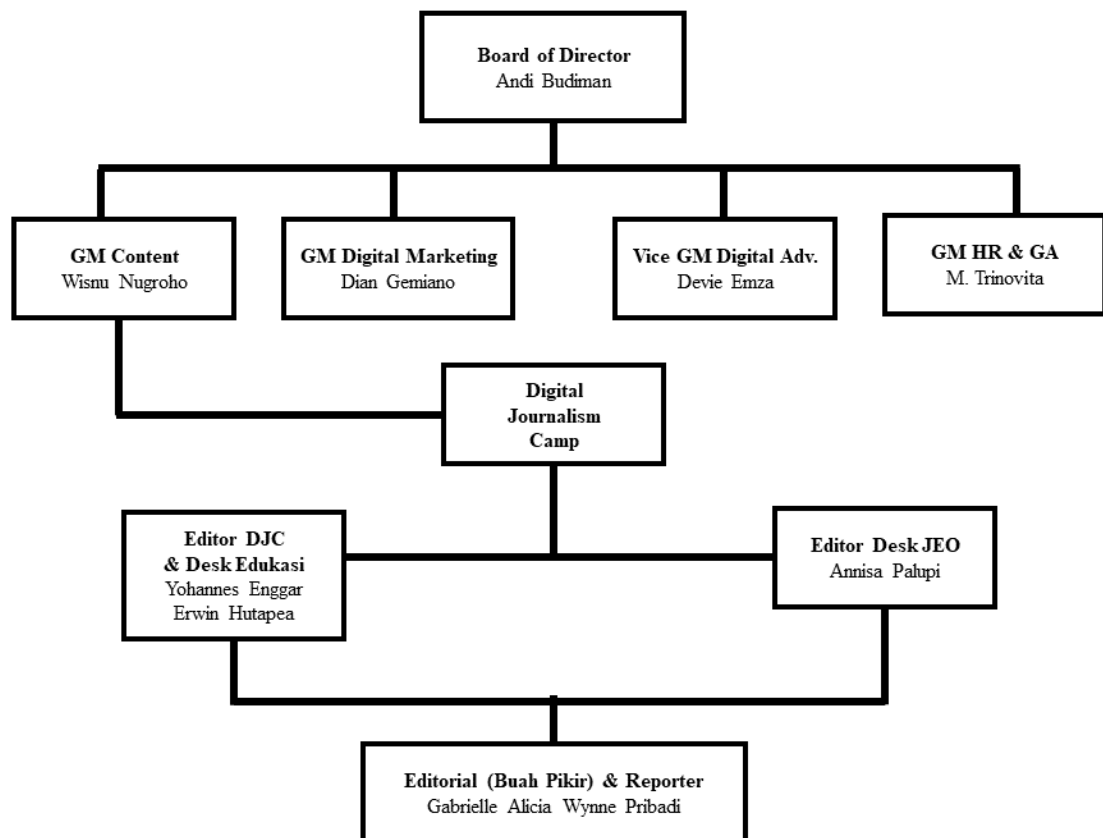 Board of Director
Andi Budiman
GM Content
Wisnu Nugroho
GM Digital Marketing
Dian Gemiano
Vice GM Digital Adv.
Devie Emza
GM HR & GA
M. Trinovita
Digital
Journalism
Camp
Editor DJC
& Desk Edukasi
Yohannes Enggar
Erwin Hutapea
Editor Desk JEO
Annisa Palupi
Editorial (Buah Pikir) & Reporter
Gabrielle Alicia Wynne Pribadi